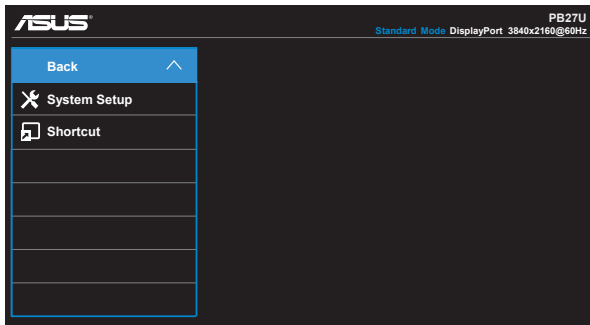 ASUS
PB27U
Standard Mode DisplayPort 3840x2160@60Hz
Back
System Setup
Shortcut